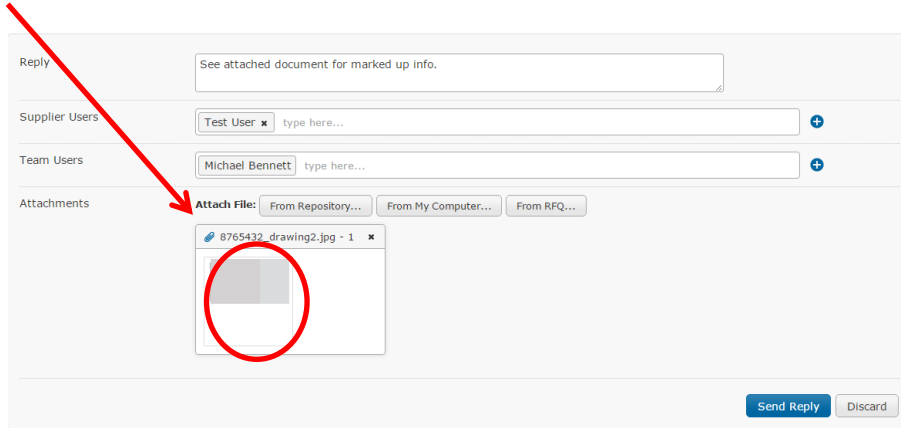 Reply
See attached document for marked up info.
Supplier Users
Test User × type here...
Team Users
Michael Bennett type here...
Attachments
Attach File: From Repository... From My Computer... From RFQ...
8765432_drawing2.jpg - 1 ×
Send Reply Discard